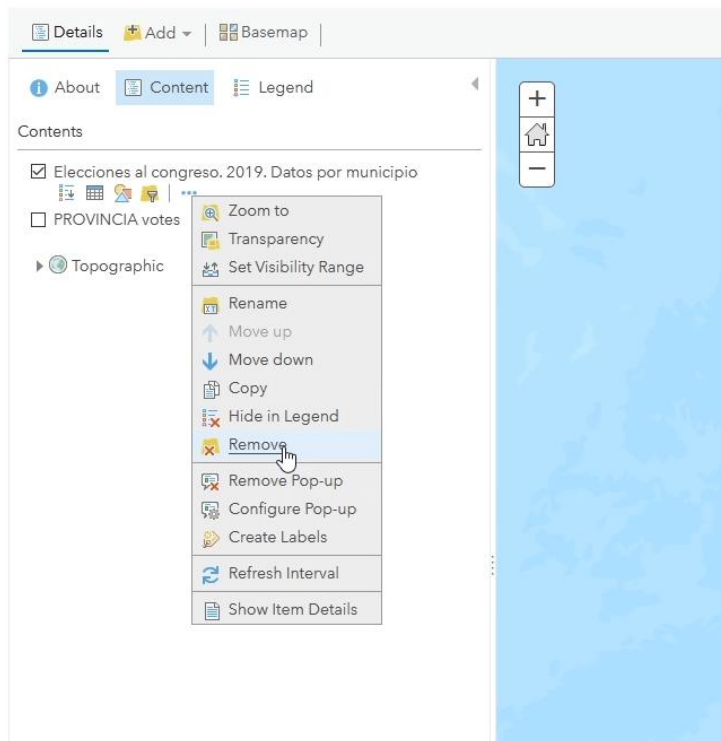 Details Add Basemap
About Content Legend
Contents
Elecciones al congreso. 2019. Datos por municipio
PROVINCIA votes
Topographic
Zoom to
Transparency
Set Visibility Range
Rename
Move up
Move down
Copy
Hide in Legend
Remove
Remove Pop-up
Configure Pop-up
Create Labels
Refresh Interval
Show Item Details